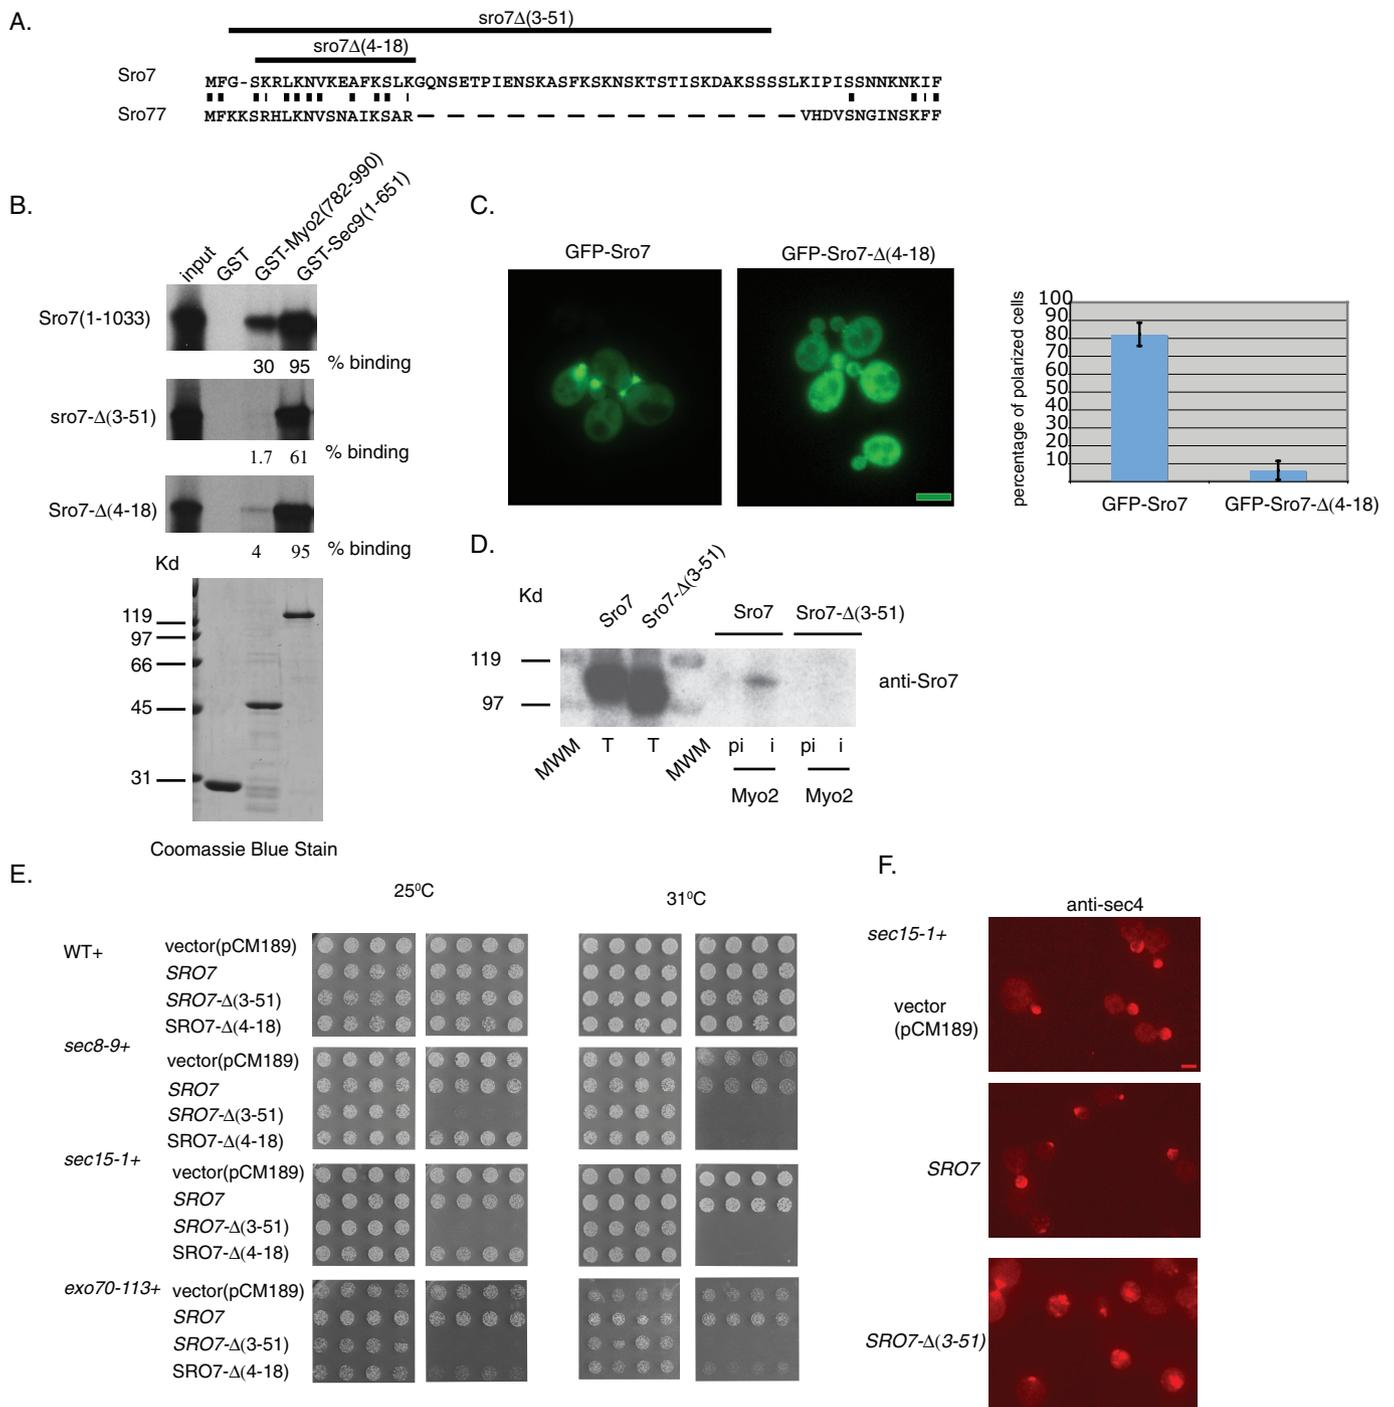 A.
sro7Δ(3-51)
sro7Δ(4-18)
Sro7 MFG-SKRLKNVKEAFKSLKGQNSETPIENSKASFKSKNSKTSTISKDAKSSSSLKIPISSNNKNKIF
Sro77 MFKKSRHLKNVSNAIKSAR — — — — — — — — — — — — — VHDVSNGINSKFF
B.
input GST GST-Myo2(782-990) GST-Sec9(1-651)
Sro7(1-1033)
30 95 % binding
sro7-Δ(3-51)
1.7 61 % binding
Sro7-Δ(4-18)
4 95 % binding
Kd
119
97
66
45
31
Coomassie Blue Stain
C.
GFP-Sro7 GFP-Sro7-Δ(4-18)
percentage of polarized cells
100
90
80
70
60
50
40
30
20
10
GFP-Sro7 GFP-Sro7-Δ(4-18)
D.
Kd Sro7 Sro7-Δ(3-51) Sro7 Sro7-Δ(3-51)
119
97
anti-Sro7
MWM T T MWM pi i pi i
Myo2 Myo2
E.
25⁰C 31⁰C
WT+
vector(pCM189)
SRO7
SRO7-Δ(3-51)
SRO7-Δ(4-18)
sec8-9+
vector(pCM189)
SRO7
SRO7-Δ(3-51)
SRO7-Δ(4-18)
sec15-1+
vector(pCM189)
SRO7
SRO7-Δ(3-51)
SRO7-Δ(4-18)
exo70-113+
vector(pCM189)
SRO7
SRO7-Δ(3-51)
SRO7-Δ(4-18)
F.
anti-sec4
sec15-1+
vector
(pCM189)
SRO7
SRO7-Δ(3-51)